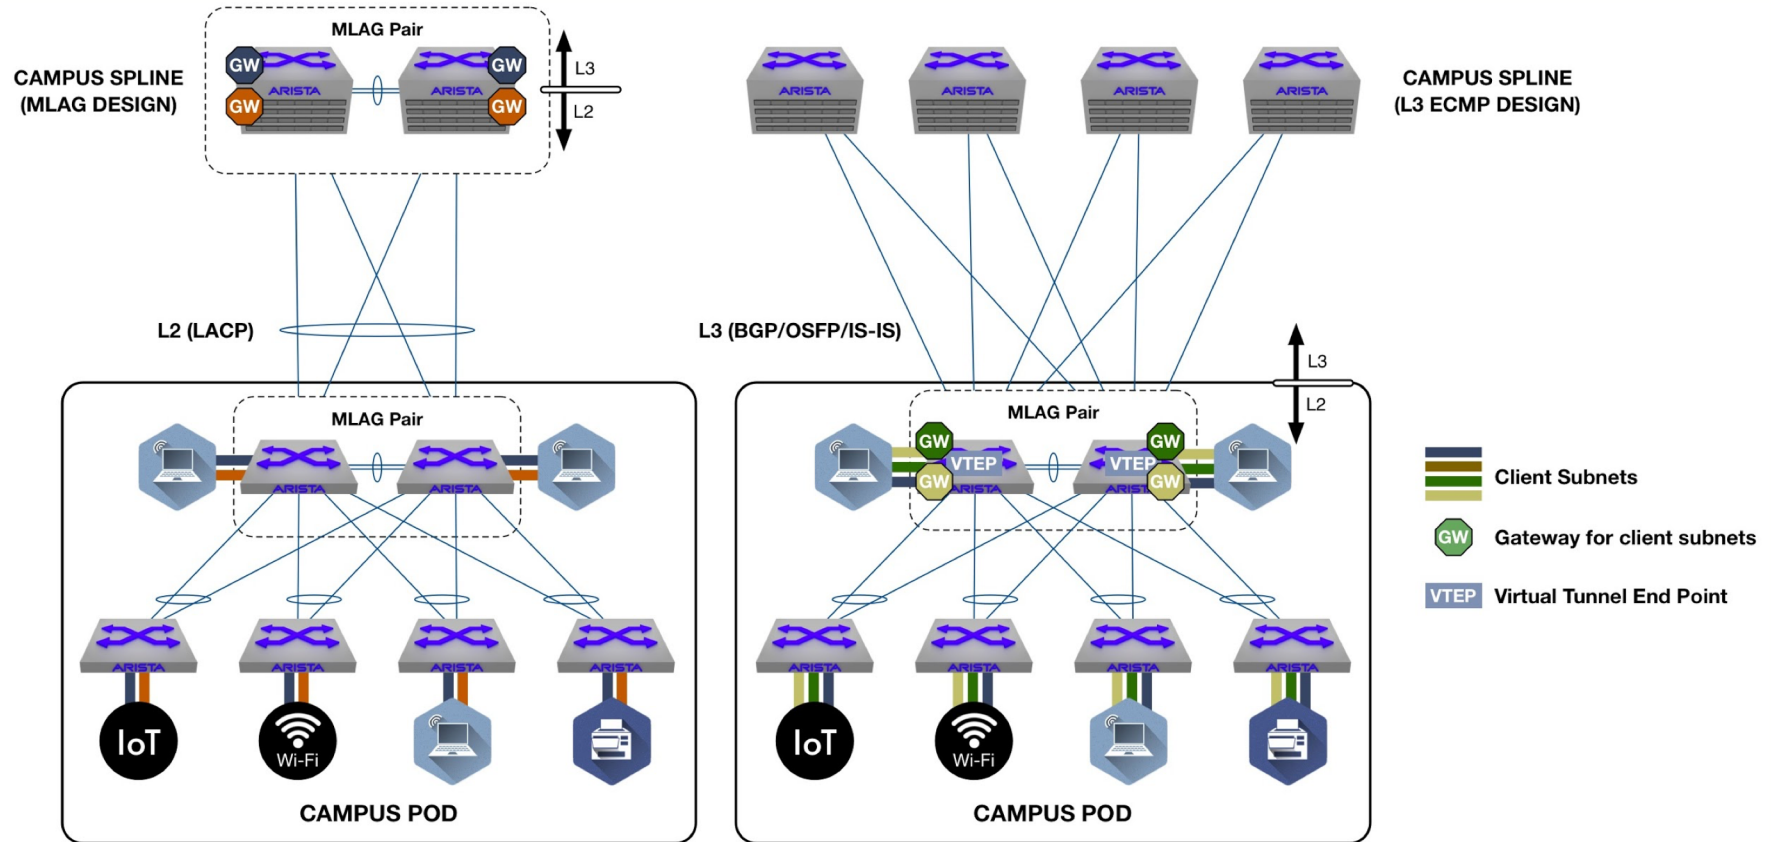 MLAG Pair
CAMPUS SPLINE
(MLAG DESIGN)
GW
GW
GW
GW
ARISTA
ARISTA
L3
L2
ARISTA
ARISTA
ARISTA
ARISTA
CAMPUS SPLINE
(L3 ECMP DESIGN)
L2 (LACP)
L3 (BGP/OSFP/IS-IS)
L3
L2
MLAG Pair
ARISTA
ARISTA
MLAG Pair
GW
GW
VTEP
VTEP
GW
GW
ARISTA
ARISTA
Client Subnets
GW
Gateway for client subnets
VTEP
Virtual Tunnel End Point
ARISTA
ARISTA
ARISTA
ARISTA
IoT
Wi-Fi
CAMPUS POD
ARISTA
ARISTA
ARISTA
ARISTA
IoT
Wi-Fi
CAMPUS POD